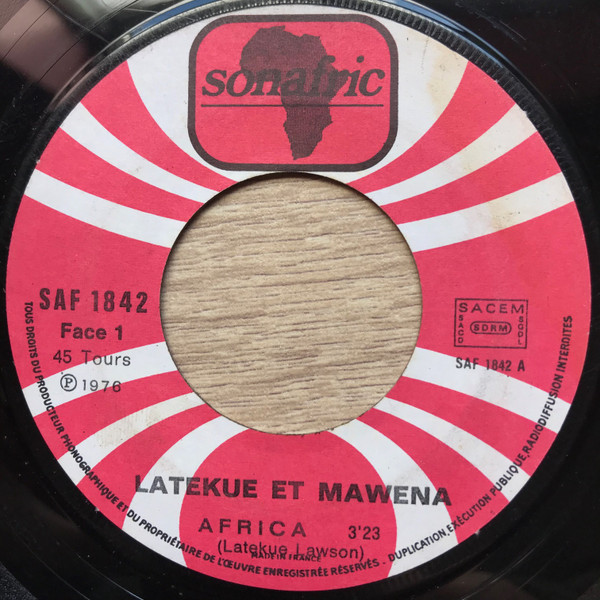 sonafric
SAF 1842
Face 1
45 Tours
Ⓟ 1976
SACEM
SACD
SDRM
SGDL
SAF 1842 A
LATEKUE ET MAWENA
AFRICA 3'23
(Latekue Lawson)
MADE IN FRANCE
TOUS DROITS DU PRODUCTEUR PHONOGRAPHIQUE ET DU PROPRIÉTAIRE DE L'ŒUVRE ENREGISTRÉE RÉSERVÉS - DUPLICATION, EXÉCUTION PUBLIQUE, RADIODIFFUSION INTERDITES